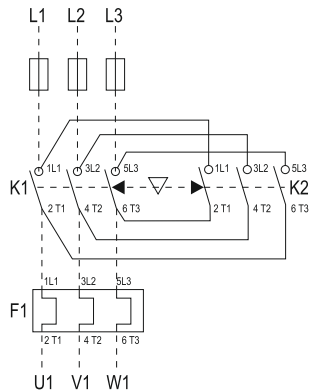 L1 L2 L3
1L1 3L2 5L3 1L1 3L2 5L3
K1 K2
2 T1 4 T2 6 T3 2 T1 4 T2 6 T3
1L1 3L2 5L3
F1
2 T1 4 T2 6 T3
U1 V1 W1